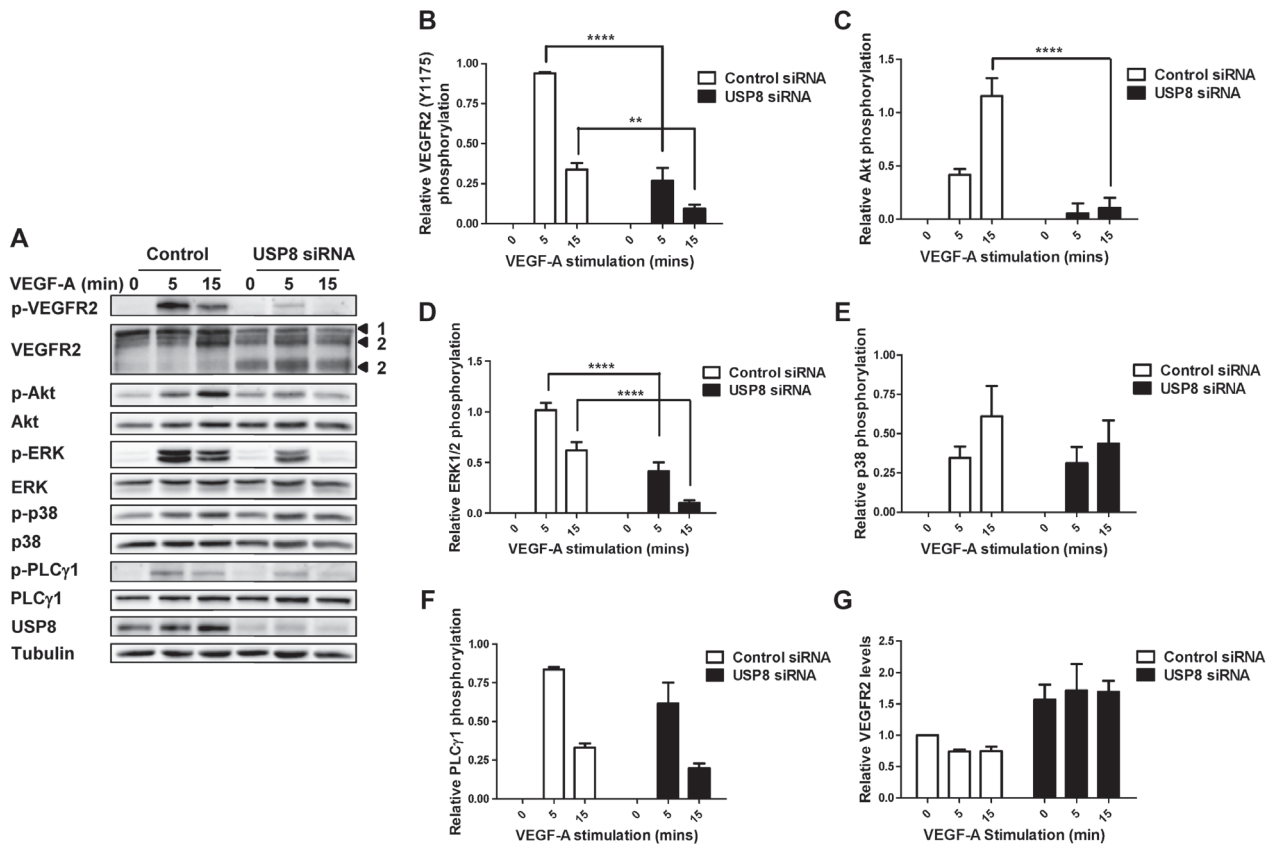 A
Control USP8 siRNA
VEGF-A (min) 0 5 15 0 5 15
p-VEGFR2
VEGFR2
1
2
2
p-Akt
Akt
p-ERK
ERK
p-p38
p38
p-PLCγ1
PLCγ1
USP8
Tubulin
B
Relative VEGFR2 (Y1175)
phosphorylation
1.00
0.75
0.50
0.25
0.00
****
**
0 5 15 0 5 15
VEGF-A stimulation (mins)
Control siRNA
USP8 siRNA
C
Relative Akt phosphorylation
1.5
1.0
0.5
0.0
****
0 5 15 0 5 15
VEGF-A stimulation (mins)
Control siRNA
USP8 siRNA
D
Relative ERK1/2 phosphorylation
1.5
1.0
0.5
0.0
****
****
0 5 15 0 5 15
VEGF-A stimulation (mins)
Control siRNA
USP8 siRNA
E
Relative p38 phosphorylation
1.00
0.75
0.50
0.25
0.00
0 5 15 0 5 15
VEGF-A stimulation (mins)
Control siRNA
USP8 siRNA
F
Relative PLCγ1 phosphorylation
1.00
0.75
0.50
0.25
0.00
0 5 15 0 5 15
VEGF-A stimulation (mins)
Control siRNA
USP8 siRNA
G
Relative VEGFR2 levels
2.5
2.0
1.5
1.0
0.5
0.0
0 5 15 0 5 15
VEGF-A Stimulation (min)
Control siRNA
USP8 siRNA